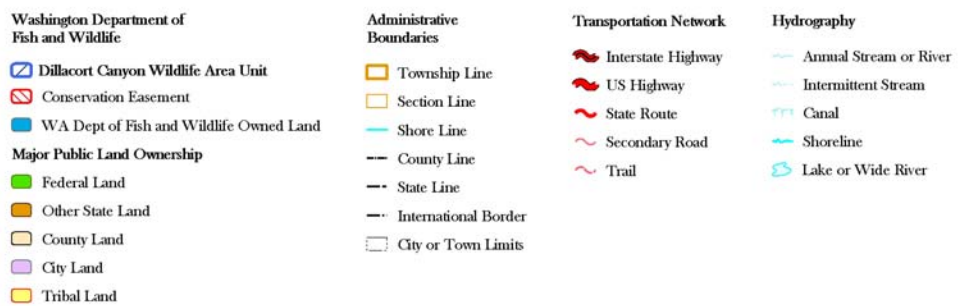 Washington Department of
Fish and Wildlife
Dillacort Canyon Wildlife Area Unit
Conservation Easement
WA Dept of Fish and Wildlife Owned Land
Major Public Land Ownership
Federal Land
Other State Land
County Land
City Land
Tribal Land
Administrative
Boundaries
Township Line
Section Line
Shore Line
County Line
State Line
International Border
City or Town Limits
Transportation Network
Interstate Highway
US Highway
State Route
Secondary Road
Trail
Hydrography
Annual Stream or River
Intermittent Stream
Canal
Shoreline
Lake or Wide River